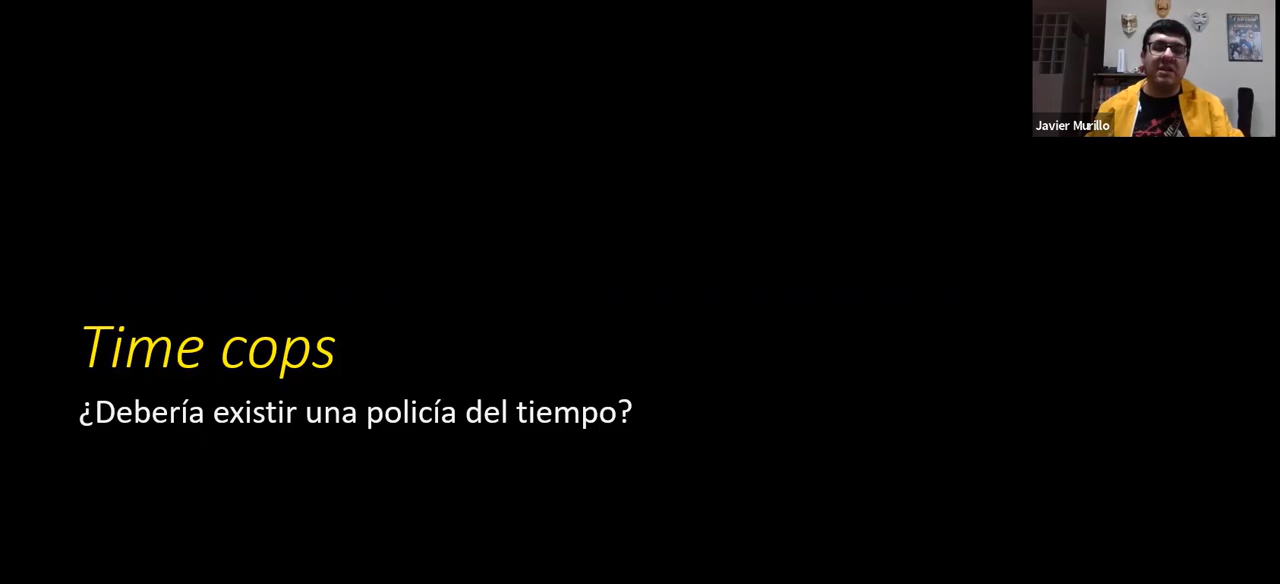 Javier Murillo
Time cops
¿Debería existir una policía del tiempo?